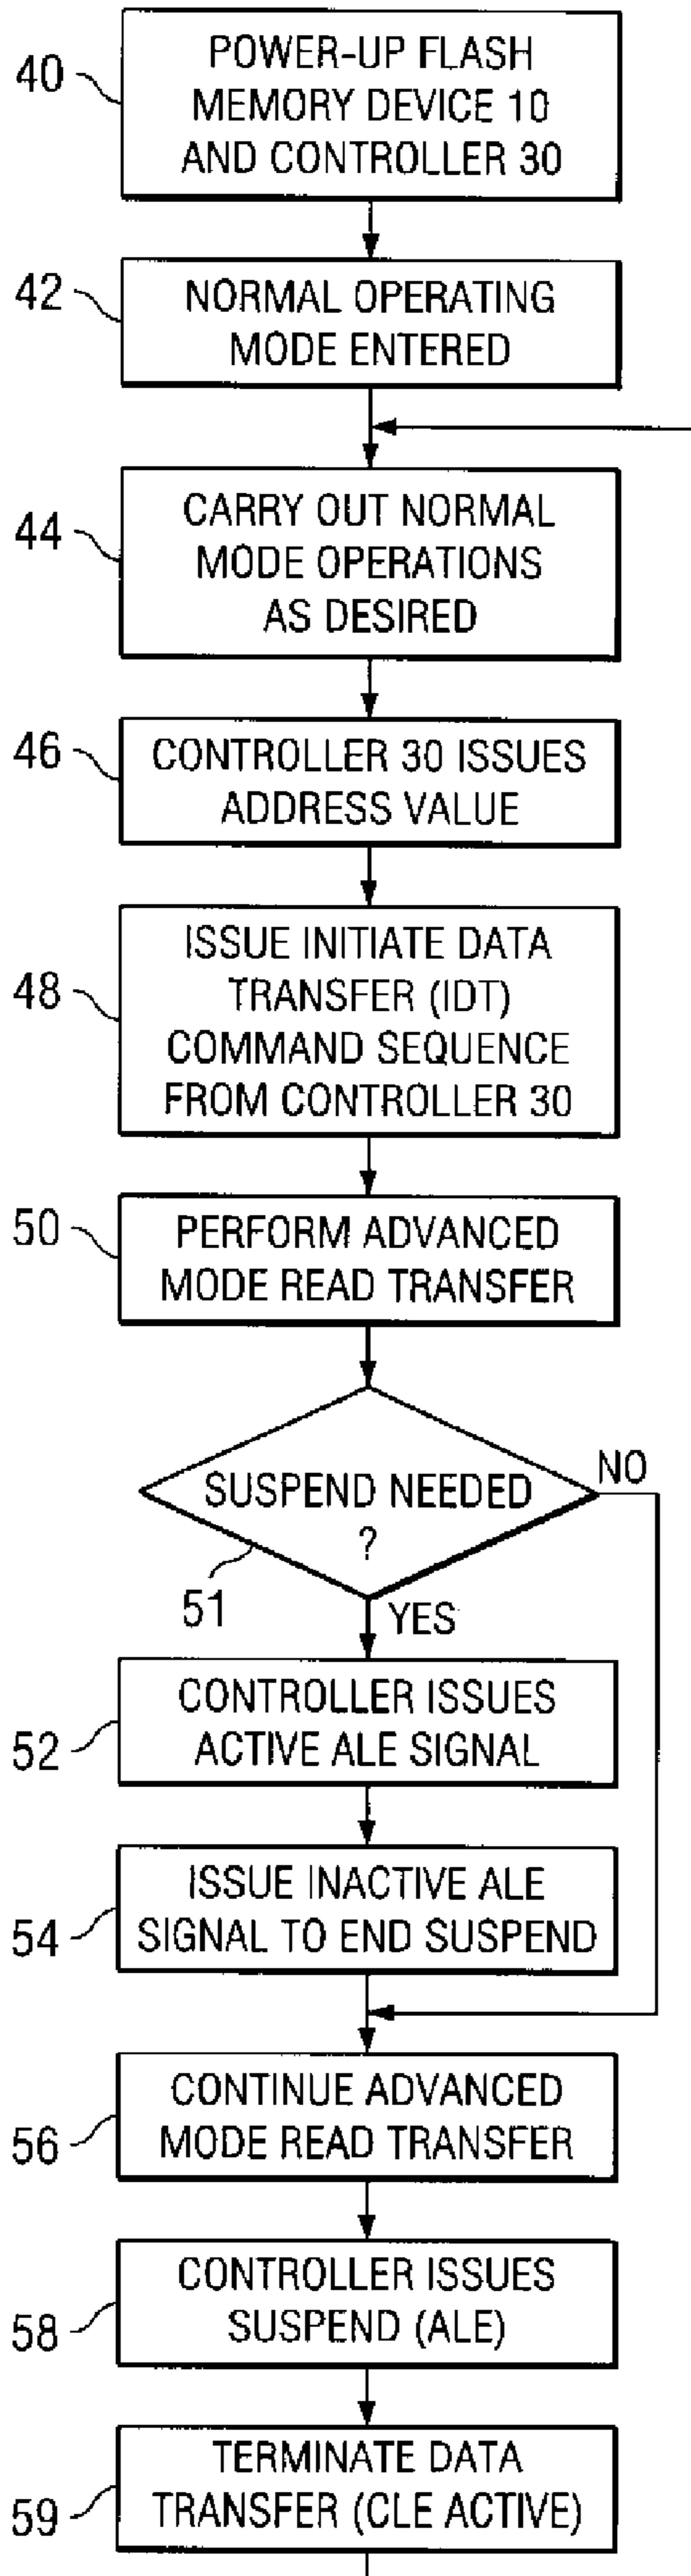 40
POWER-UP FLASH
MEMORY DEVICE 10
AND CONTROLLER 30
42
NORMAL OPERATING
MODE ENTERED
44
CARRY OUT NORMAL
MODE OPERATIONS
AS DESIRED
46
CONTROLLER 30 ISSUES
ADDRESS VALUE
48
ISSUE INITIATE DATA
TRANSFER (IDT)
COMMAND SEQUENCE
FROM CONTROLLER 30
50
PERFORM ADVANCED
MODE READ TRANSFER
SUSPEND NEEDED
?
NO
51
YES
52
CONTROLLER ISSUES
ACTIVE ALE SIGNAL
54
ISSUE INACTIVE ALE
SIGNAL TO END SUSPEND
56
CONTINUE ADVANCED
MODE READ TRANSFER
58
CONTROLLER ISSUES
SUSPEND (ALE)
59
TERMINATE DATA
TRANSFER (CLE ACTIVE)